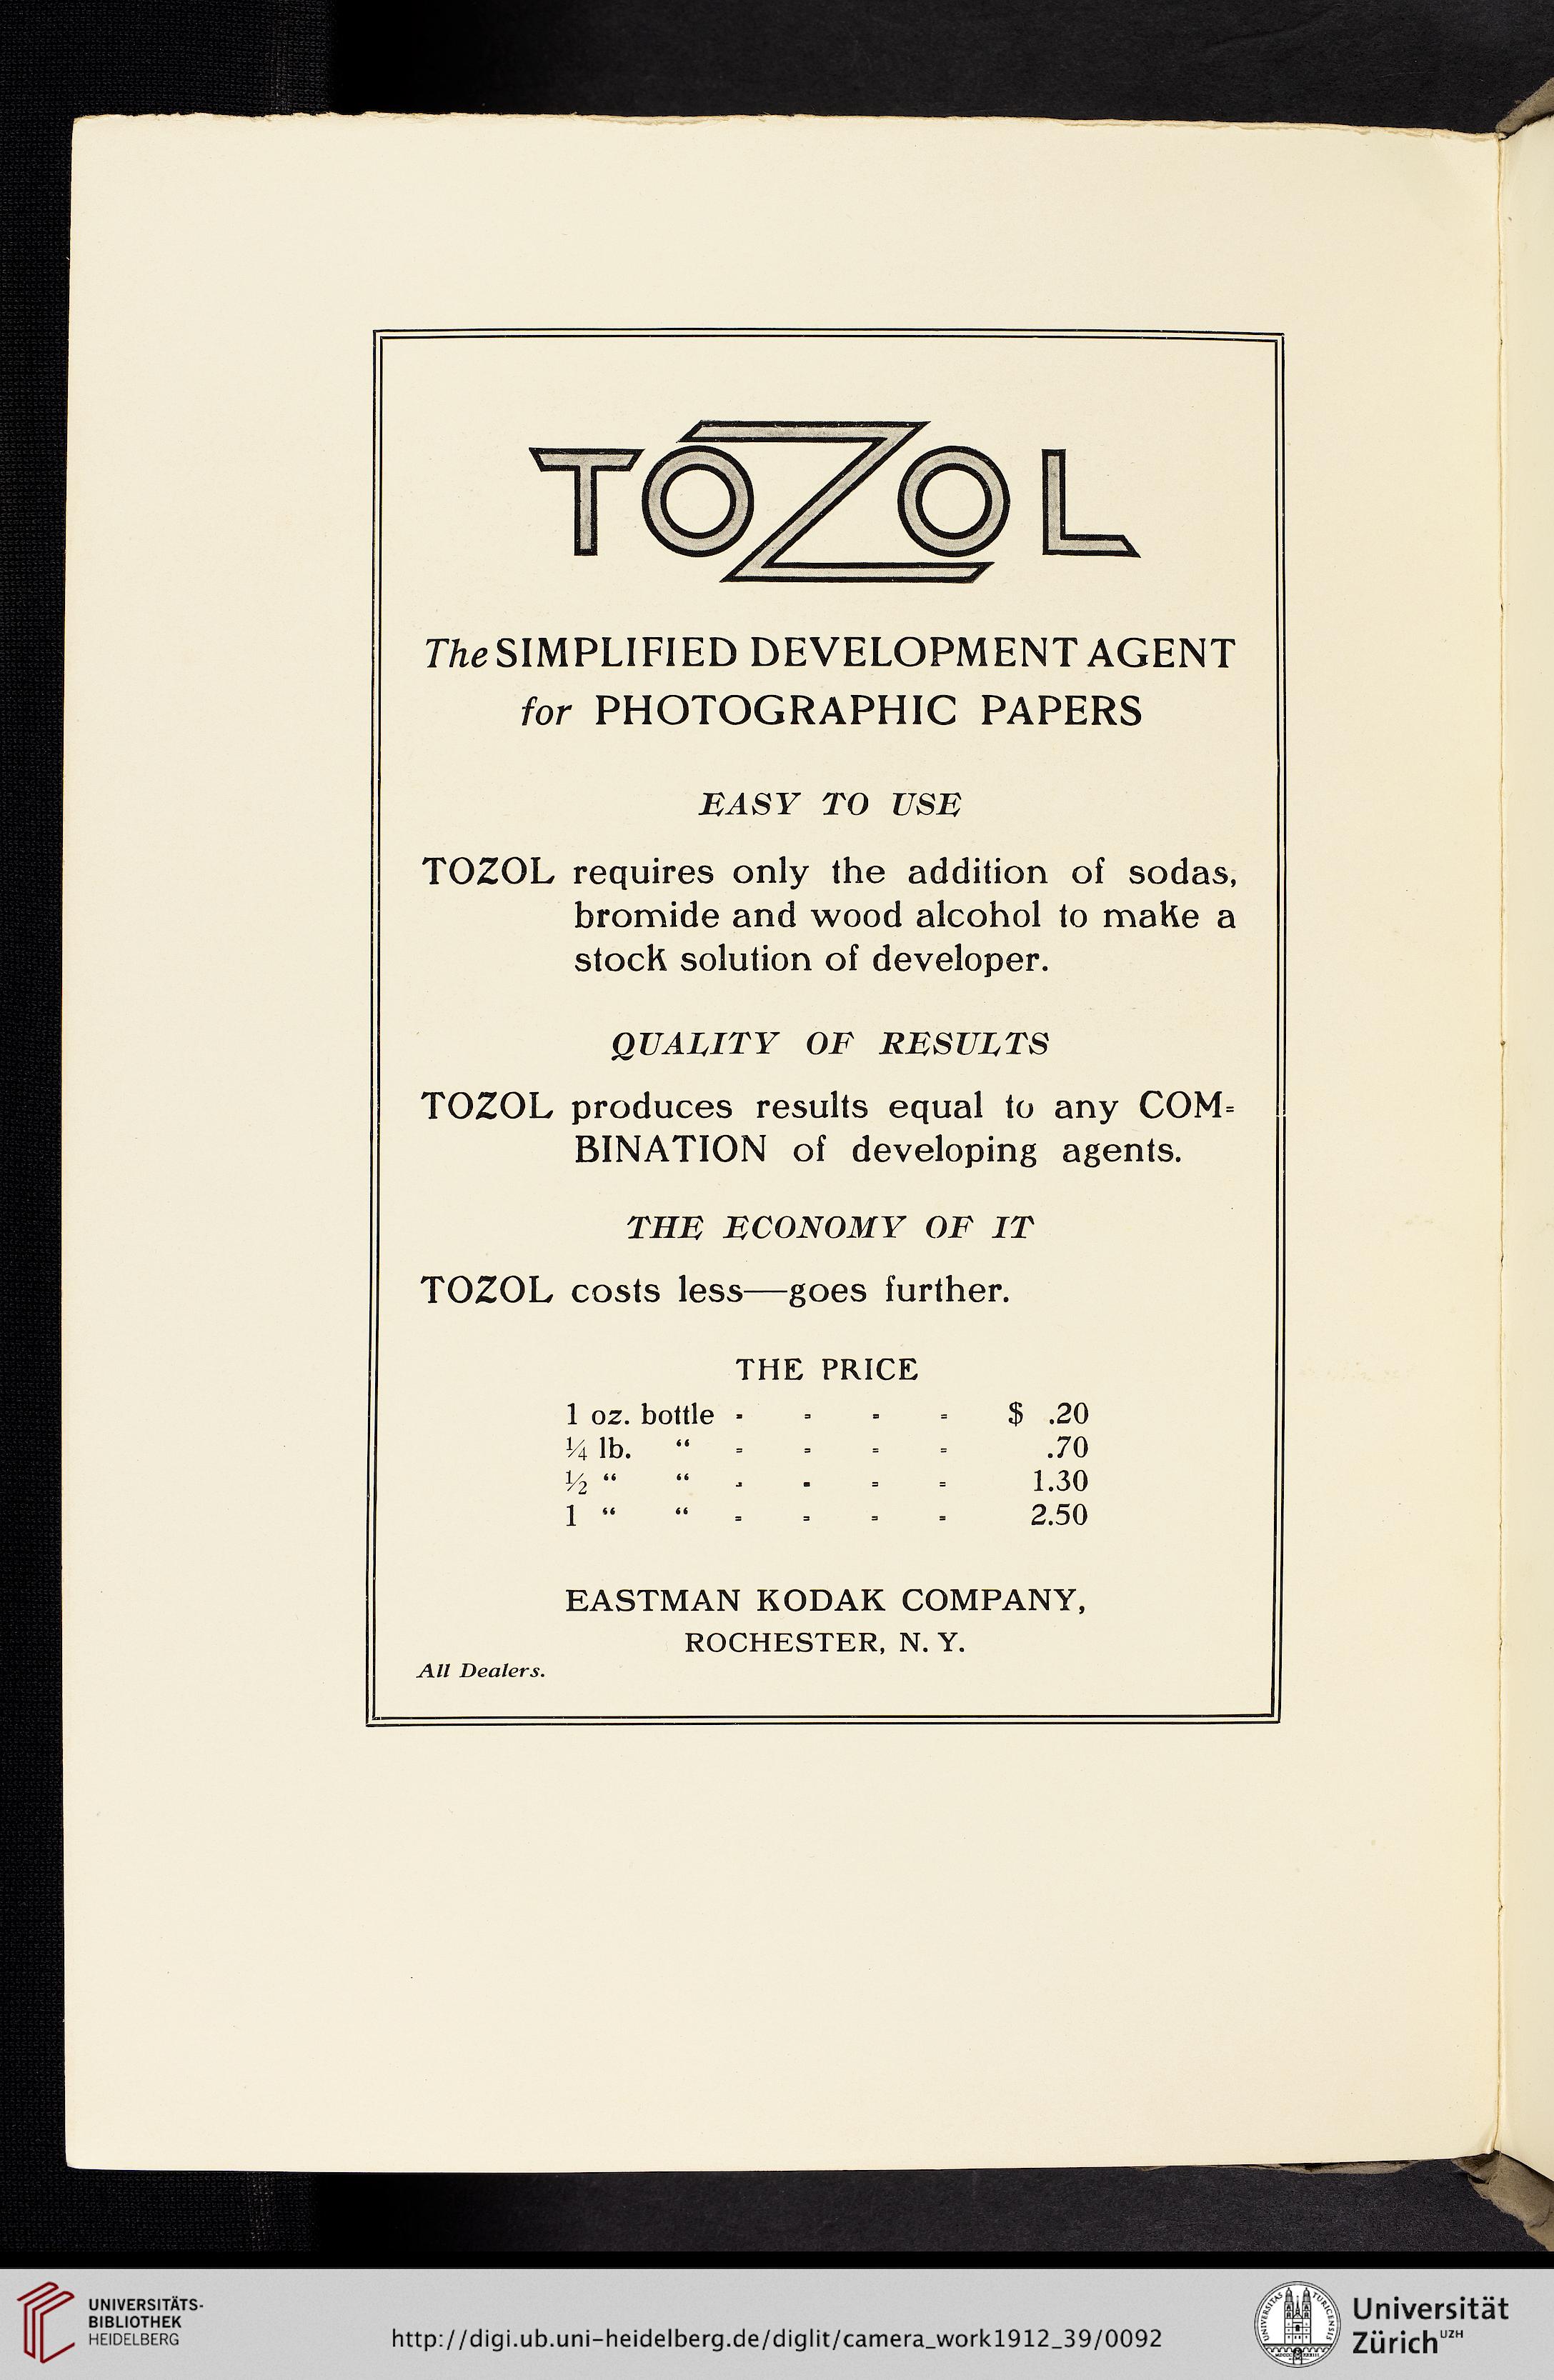 TOZOL
The SIMPLIFIED DEVELOPMENT AGENT
for PHOTOGRAPHIC PAPERS
EASY TO USE
TOZOL requires only the addition of sodas,
bromide and wood alcohol to make a
stock solution of developer.
QUALITY OF RESULTS
TOZOL produces results equal to any COM-
BINATION of developing agents.
THE ECONOMY OF IT
TOZOL costs less—goes further.
THE PRICE
1 oz. bottle - - - - $ .20
¼ lb. “ - - - - .70
½ “ “ - - - - 1.30
1 “ “ - - - - 2.50
EASTMAN KODAK COMPANY,
ROCHESTER, N. Y.
All Dealers.
UNIVERSITÄTS-
BIBLIOTHEK
HEIDELBERG
http://digi.ub.uni-heidelberg.de/diglit/camera_work1912_39/0092
Universität
Zürich UZH